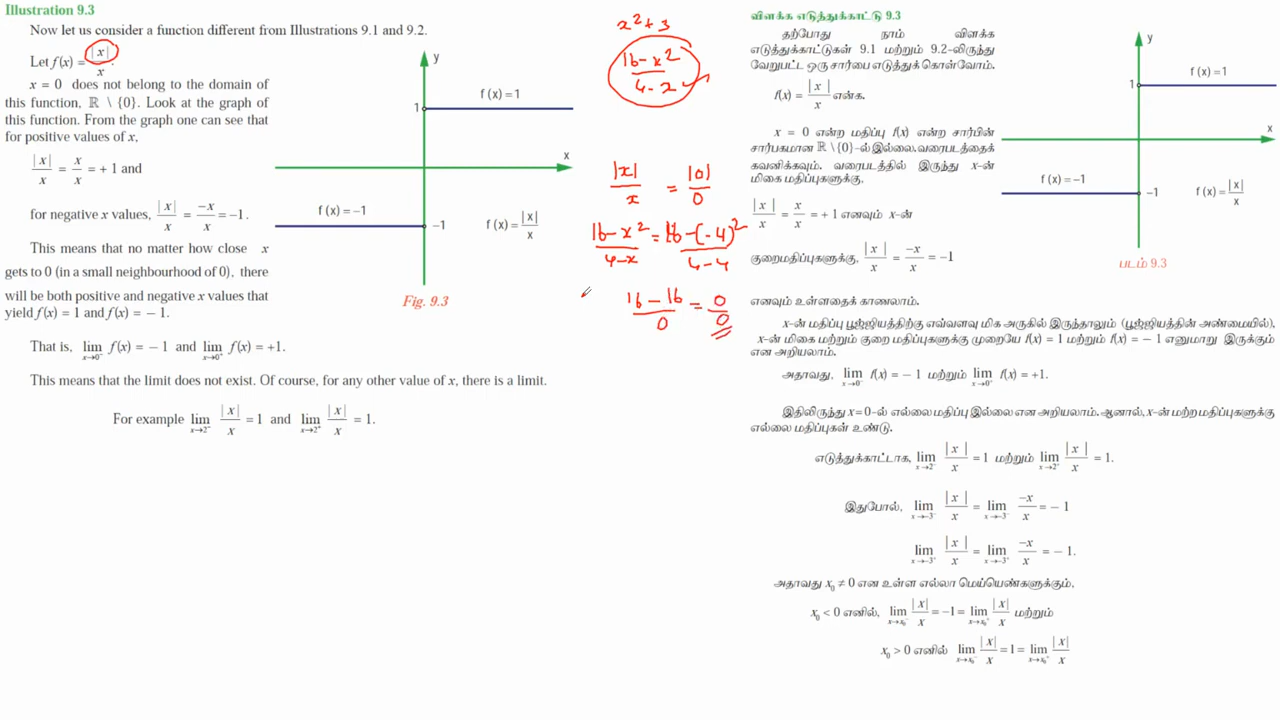 Illustration 9.3
Now let us consider a function different from Illustrations 9.1 and 9.2.
Let f(x) = |x|/x.
x = 0 does not belong to the domain of
this function, ℝ \ {0}. Look at the graph of
this function. From the graph one can see that
for positive values of x,
|x|/x = x/x = + 1 and
for negative x values, |x|/x = −x/x = −1.
This means that no matter how close x
gets to 0 (in a small neighbourhood of 0), there
will be both positive and negative x values that
yield f(x) = 1 and f(x) = − 1.
That is, lim x→0⁻ f(x) = − 1 and lim x→0⁺ f(x) = +1.
This means that the limit does not exist. Of course, for any other value of x, there is a limit.
For example lim x→2⁻ |x|/x = 1 and lim x→2⁺ |x|/x = 1.
y
f (x) = 1
1
x
f (x) = −1
−1
f(x) = |x|/x
Fig. 9.3
x² + 3
16 − x² / 4 − x
|x|/x = |0|/0
16 − x² / 4 − x = 16 − (−4)² / 4 − 4
16 − 16 / 0 = 0/0
விளக்க எடுத்துக்காட்டு 9.3
தற்போது நாம் விளக்க
எடுத்துக்காட்டுகள் 9.1 மற்றும் 9.2-லிருந்து
வேறுபட்ட ஒரு சார்பை எடுத்துக் கொள்வோம்.
f(x) = |x|/x என்க.
x = 0 என்ற மதிப்பு f(x) என்ற சார்பின்
சார்பகமான ℝ \ {0}-ல் இல்லை. வரைபடத்தைக்
கவனிக்கவும். வரைபடத்தில் இருந்து x-ன்
மிகை மதிப்புகளுக்கு,
|x|/x = x/x = + 1 எனவும் x-ன்
குறைமதிப்புகளுக்கு, |x|/x = −x/x = −1
எனவும் உள்ளதைக் காணலாம்.
y
f (x) = 1
1
x
f (x) = −1
−1
f(x) = |x|/x
படம் 9.3
x-ன் மதிப்பு பூஜ்ஜியத்திற்கு எவ்வளவு மிக அருகில் இருந்தாலும் (பூஜ்ஜியத்தின் அண்மையில்),
x-ன் மிகை மற்றும் குறை மதிப்புகளுக்கு முறையே f(x) = 1 மற்றும் f(x) = − 1 எனுமாறு இருக்கும்
என அறியலாம்.
அதாவது, lim x→0⁻ f(x) = − 1 மற்றும் lim x→0⁺ f(x) = +1.
இதிலிருந்து x = 0-ல் எல்லை மதிப்பு இல்லை என அறியலாம். ஆனால், x-ன் மற்ற மதிப்புகளுக்கு
எல்லை மதிப்புகள் உண்டு.
எடுத்துக்காட்டாக, lim x→2⁻ |x|/x = 1 மற்றும் lim x→2⁺ |x|/x = 1.
இதுபோல், lim x→−3⁻ |x|/x = lim x→−3⁻ −x/x = − 1
lim x→−3⁺ |x|/x = lim x→−3⁺ −x/x = − 1.
அதாவது x₀ ≠ 0 என உள்ள எல்லா மெய்யெண்களுக்கும்,
x₀ < 0 எனில், lim x→x₀⁻ |x|/x = −1 = lim x→x₀⁺ |x|/x மற்றும்
x₀ > 0 எனில் lim x→x₀⁻ |x|/x = 1 = lim x→x₀⁺ |x|/x